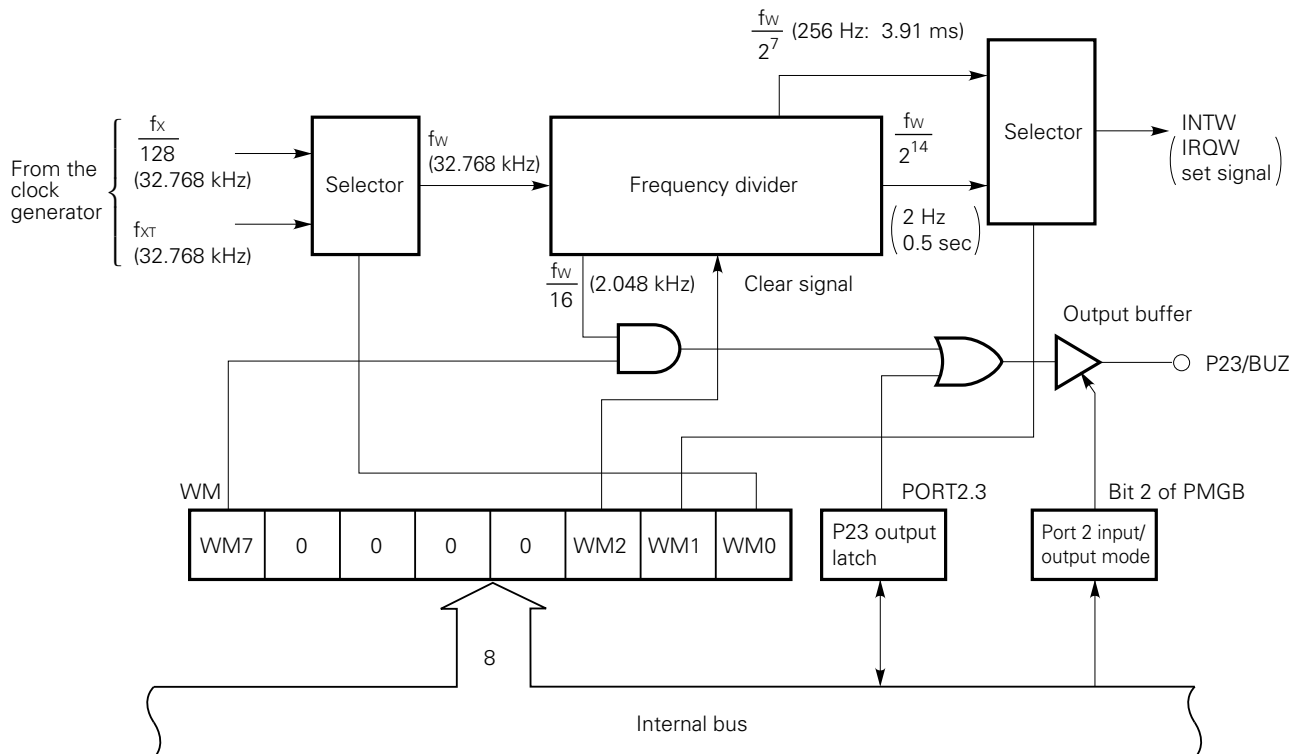 fW
2^7 (256 Hz: 3.91 ms)
From the
clock
generator
fX
128
(32.768 kHz)
fXT
(32.768 kHz)
Selector
fW
(32.768 kHz)
Frequency divider
fW
2^14
(2 Hz
0.5 sec)
Selector
INTW
(IRQW
set signal)
fW
16 (2.048 kHz)
Clear signal
Output buffer
P23/BUZ
WM
WM7 0 0 0 0 WM2 WM1 WM0
PORT2.3
P23 output
latch
Bit 2 of PMGB
Port 2 input/
output mode
8
Internal bus